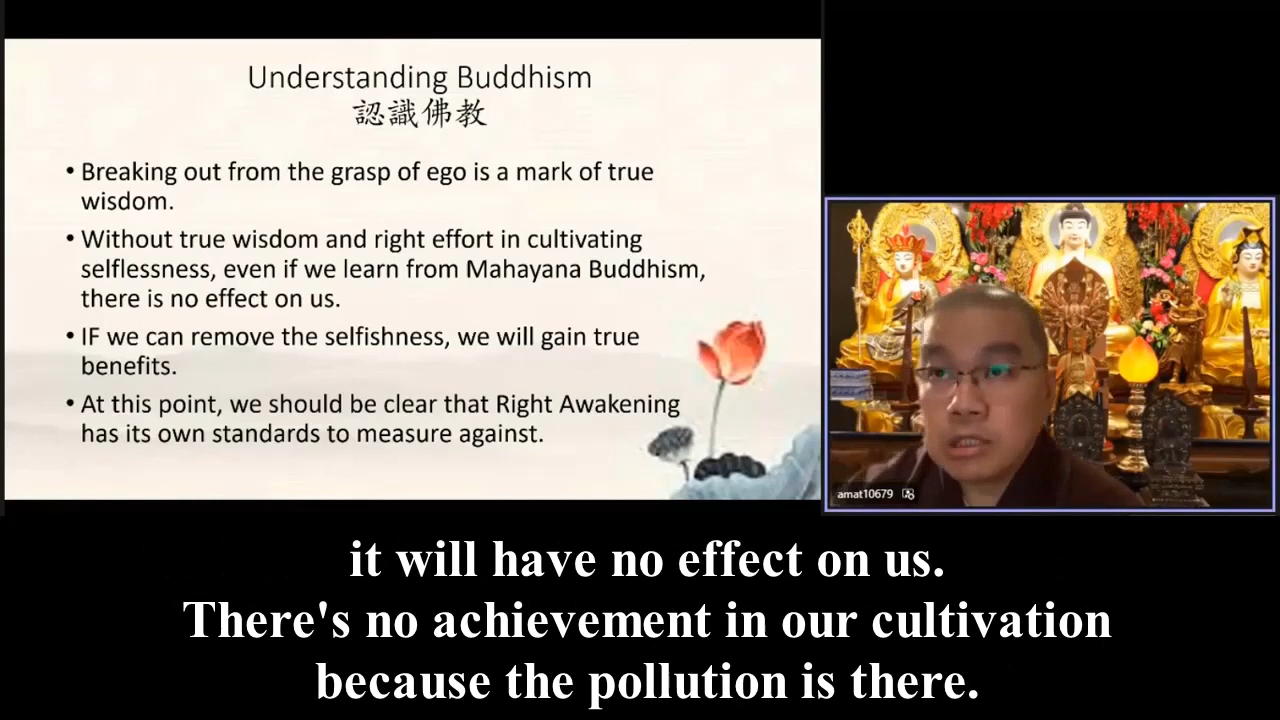 Understanding Buddhism
認識佛教
• Breaking out from the grasp of ego is a mark of true
wisdom.
• Without true wisdom and right effort in cultivating
selflessness, even if we learn from Mahayana Buddhism,
there is no effect on us.
• IF we can remove the selfishness, we will gain true
benefits.
• At this point, we should be clear that Right Awakening
has its own standards to measure against.
amat10679
it will have no effect on us.
There's no achievement in our cultivation
because the pollution is there.